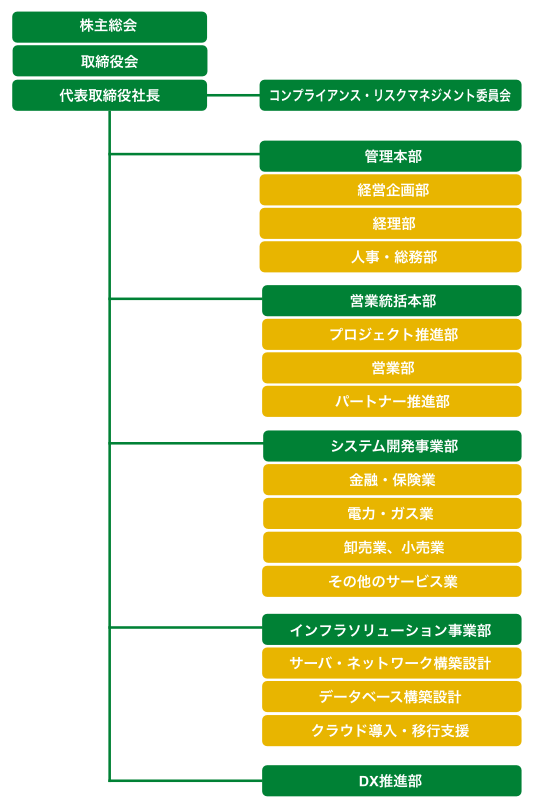 株主総会
取締役会
代表取締役社長
コンプライアンス・リスクマネジメント委員会
管理本部
経営企画部
経理部
人事・総務部
営業統括本部
プロジェクト推進部
営業部
パートナー推進部
システム開発事業部
金融・保険業
電力・ガス業
卸売業、小売業
その他のサービス業
インフラソリューション事業部
サーバ・ネットワーク構築設計
データベース構築設計
クラウド導入・移行支援
DX推進部